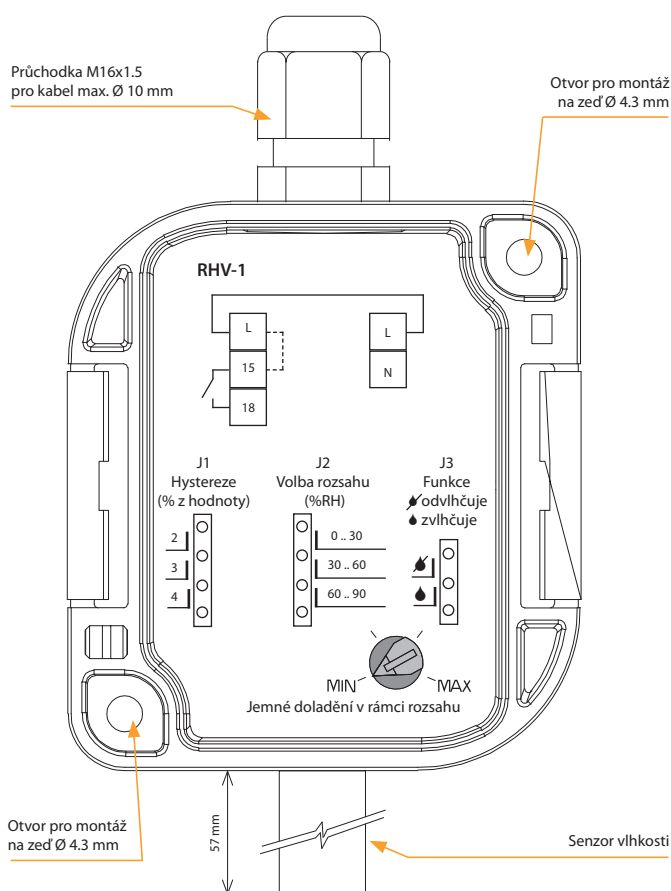 Průchodka M16x1.5
pro kabel max. Ø 10 mm
Otvor pro montáž
na zeď Ø 4.3 mm
RHV-1
L
15
18
L
N
J1
Hystereze
(% z hodnoty)
2
3
4
J2
Volba rozsahu
(%RH)
0 .. 30
30 .. 60
60 .. 90
J3
Funkce
odvlhčuje
zvlhčuje
MIN
MAX
Jemné doladění v rámci rozsahu
Otvor pro montáž
na zeď Ø 4.3 mm
57 mm
Senzor vlhkosti